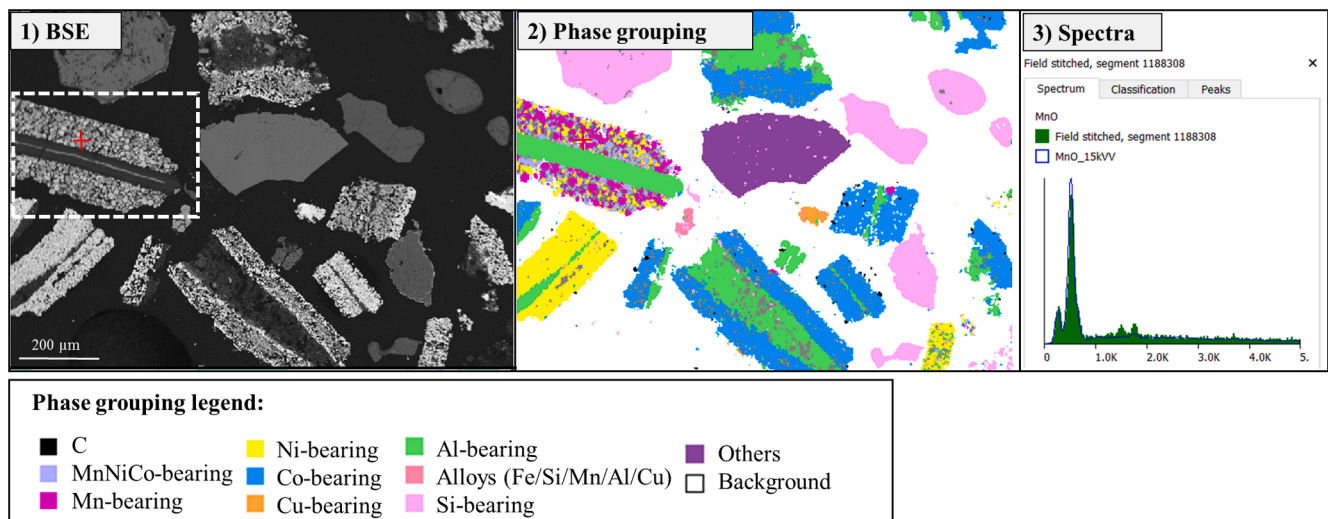 1) BSE
2) Phase grouping
3) Spectra
200 µm
Field stitched, segment 1188308
×
Spectrum
Classification
Peaks
MnO
Field stitched, segment 1188308
MnO_15kVV
0
1.0K
2.0K
3.0K
4.0K
5.
Phase grouping legend:
C
MnNiCo-bearing
Mn-bearing
Ni-bearing
Co-bearing
Cu-bearing
Al-bearing
Alloys (Fe/Si/Mn/Al/Cu)
Si-bearing
Others
Background